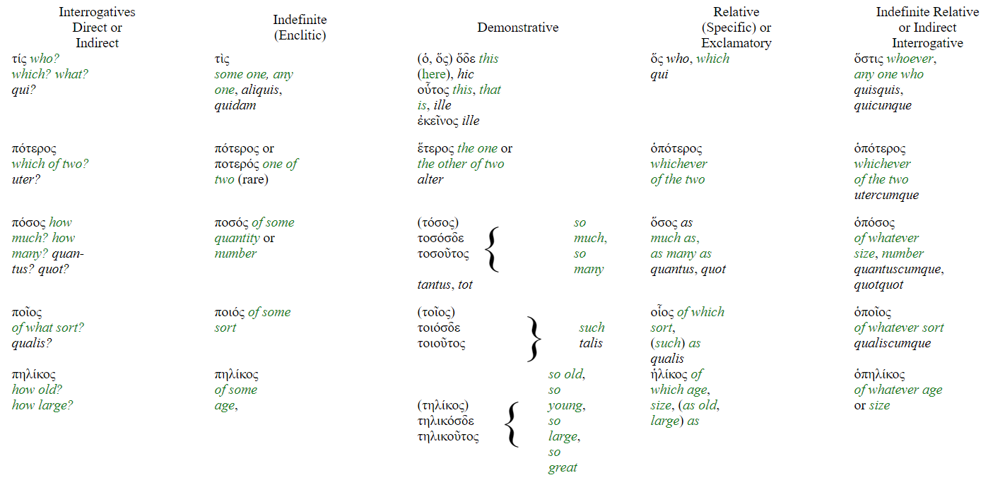 Interrogatives
Direct or
Indirect
Indefinite
(Enclitic)
Demonstrative
Relative
(Specific) or
Exclamatory
Indefinite Relative
or Indirect
Interrogative
τίς who?
which? what?
qui?
τὶς
some one, any
one, aliquis,
quidam
(ὁ, ὅς) ὅδε this
(here), hic
οὗτος this, that
is, ille
ἐκεῖνος ille
ὅς who, which
qui
ὅστις whoever,
any one who
quisquis,
quicunque
πότερος
which of two?
uter?
πότερος or
ποτερός one of
two (rare)
ἕτερος the one or
the other of two
alter
ὁπότερος
whichever
of the two
ὁπότερος
whichever
of the two
utercumque
πόσος how
much? how
many? quan-
tus? quot?
ποσός of some
quantity or
number
(τόσος)
τοσόσδε
τοσοῦτος
{
so
much,
so
many
tantus, tot
ὅσος as
much as,
as many as
quantus, quot
ὁπόσος
of whatever
size, number
quantuscumque,
quotquot
ποῖος
of what sort?
qualis?
ποιός of some
sort
(τοῖος)
τοιόσδε
τοιοῦτος
}
such
talis
οἷος of which
sort,
(such) as
qualis
ὁποῖος
of whatever sort
qualiscumque
πηλίκος
how old?
how large?
πηλίκος
of some
age,
(τηλίκος)
τηλικόσδε
τηλικοῦτος
{
so old,
so
young,
so
large,
so
great
ἡλίκος of
which age,
size, (as old,
large) as
ὁπηλίκος
of whatever age
or size